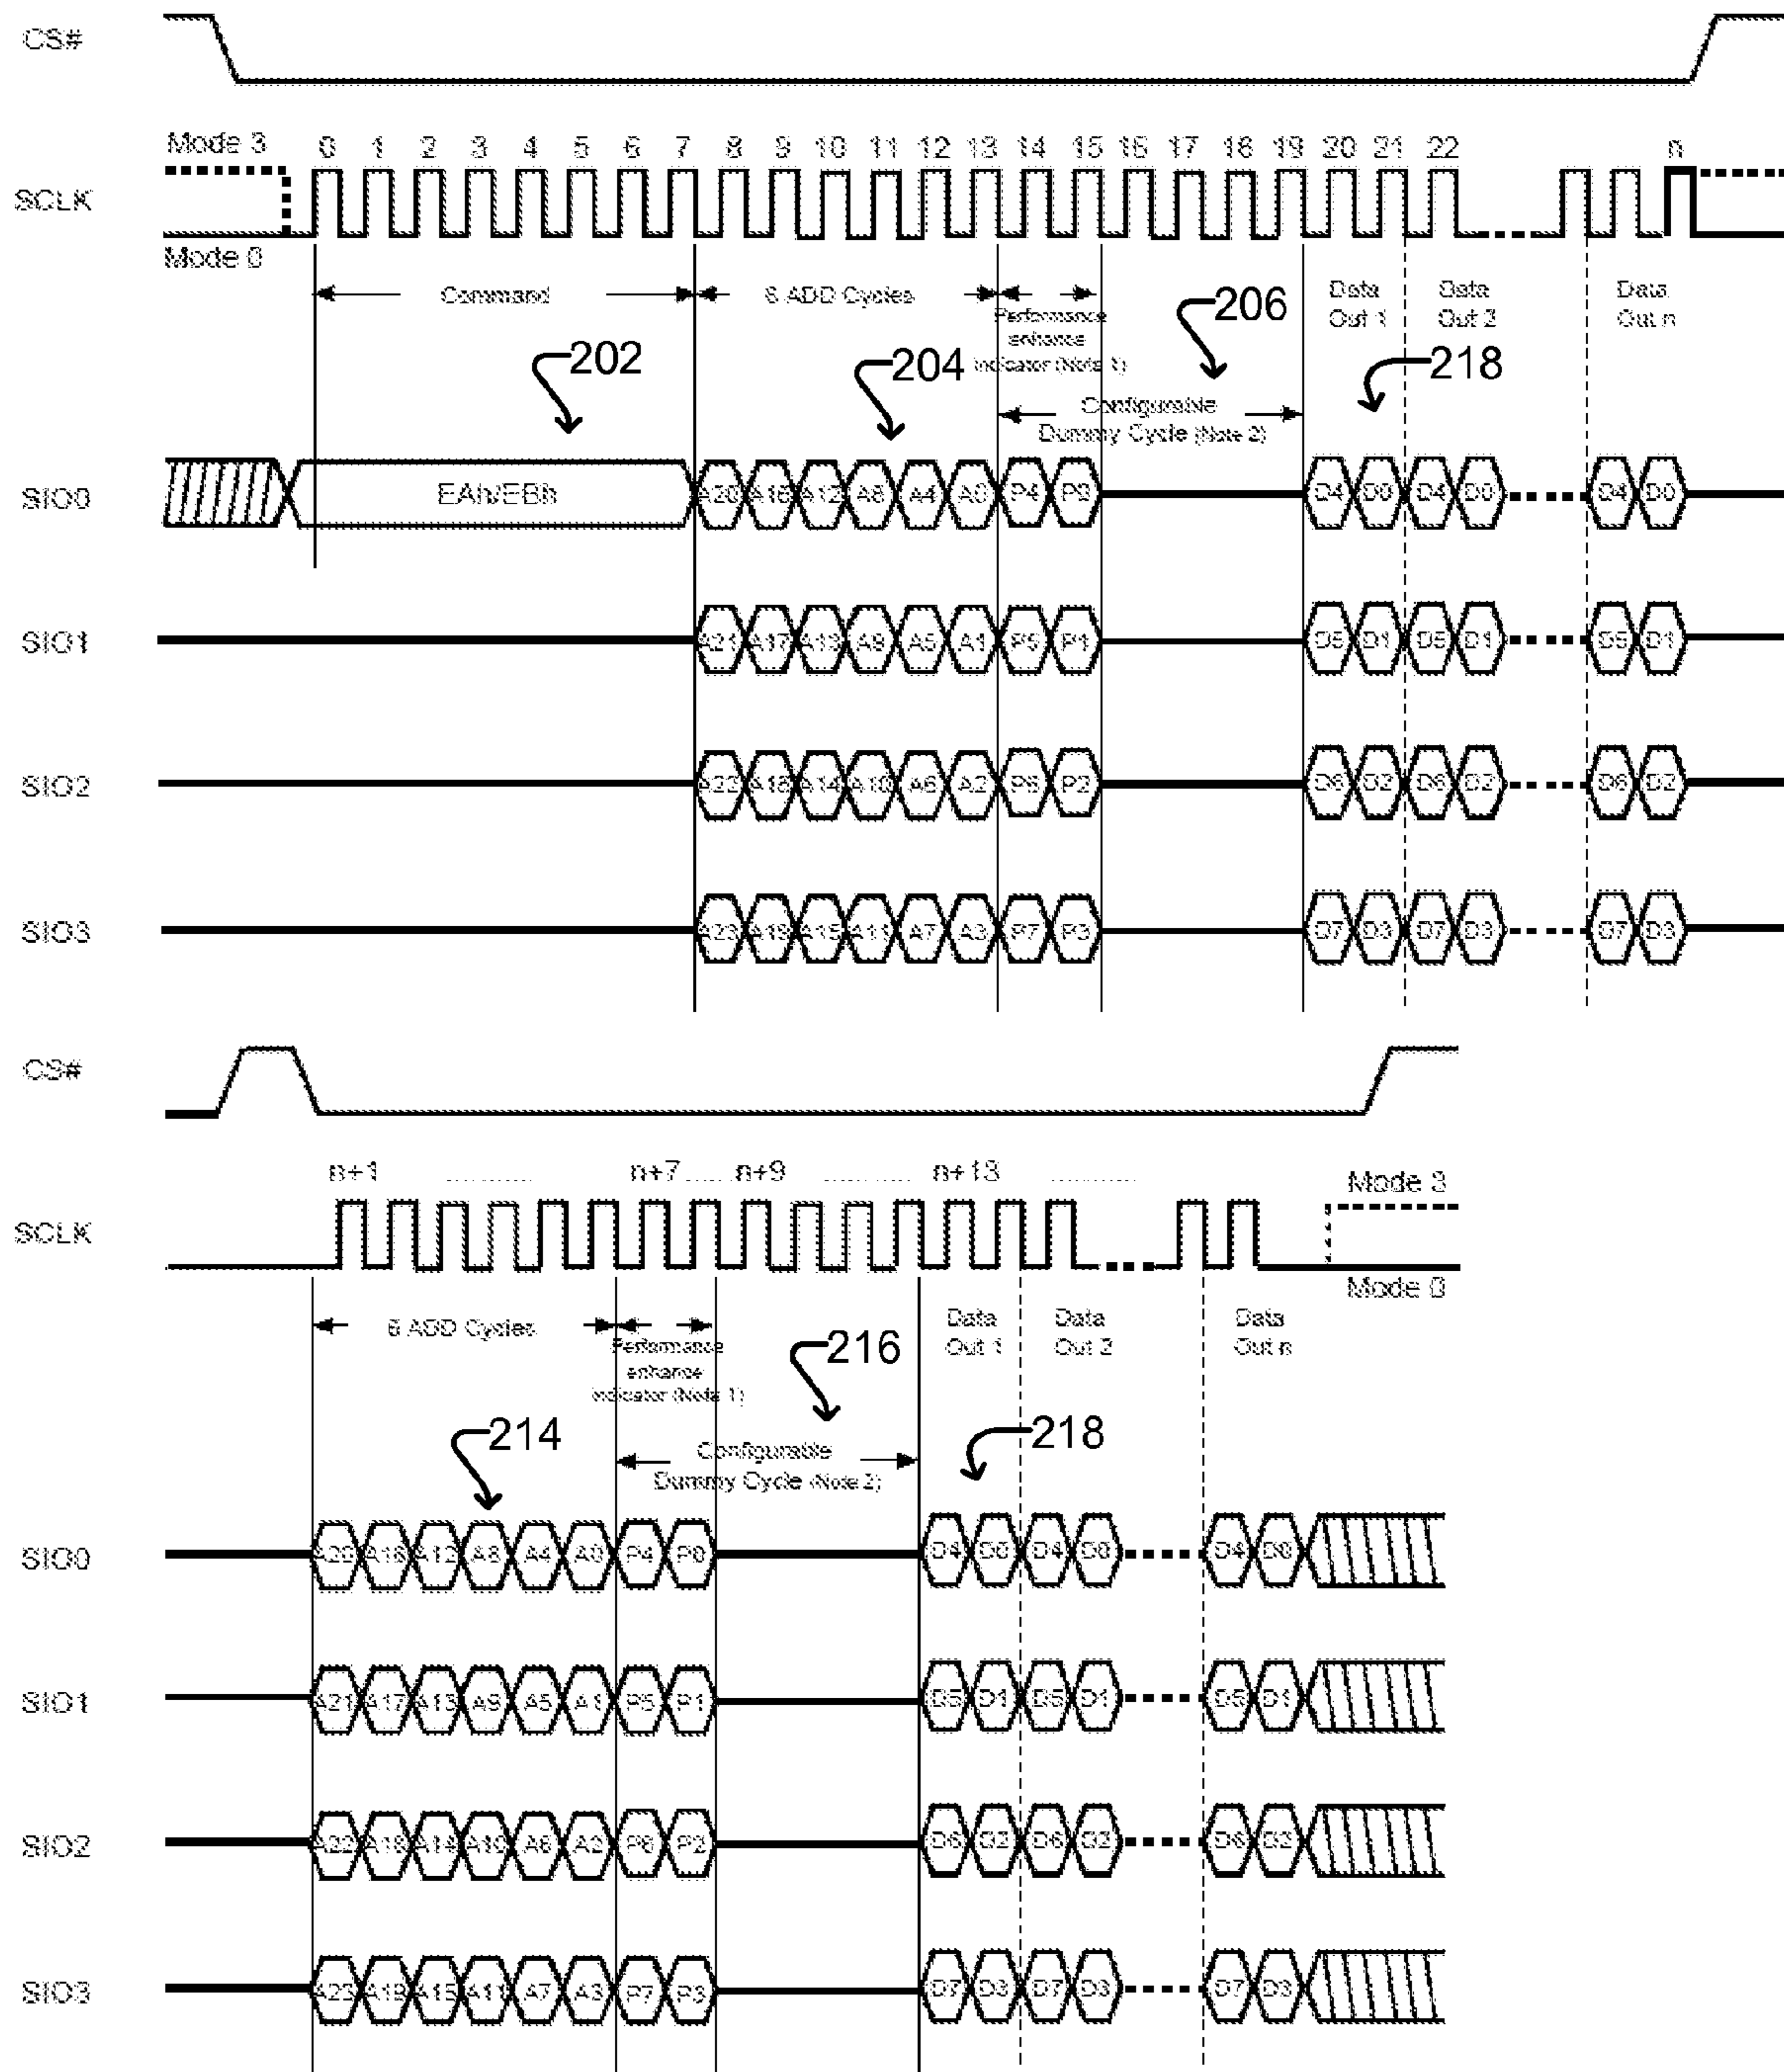 CS#
Mode 3 0 1 2 3 4 5 6 7 8 9 10 11 12 13 14 15 16 17 18 19 20 21 22 n
SCLK
Mode 0
Command 6 ADD Cycles Performance enhance indicator (Note 1) 206 Data Out 1 Data Out 2 Data Out n
202 204 218
Configurable Dummy Cycle (Note 2)
SIO0 EAh/EBh A20 A16 A12 A8 A4 A0 P4 P0 D4 D0 D4 D0 D4 D0
SIO1 A21 A17 A13 A9 A5 A1 P5 P1 D5 D1 D5 D1 D5 D1
SIO2 A22 A18 A14 A10 A6 A2 P6 P2 D6 D2 D6 D2 D6 D2
SIO3 A23 A19 A15 A11 A7 A3 P7 P3 D7 D3 D7 D3 D7 D3
CS#
n+1 .......... n+7 ...... n+9 .......... n+13 ..........
Mode 3
SCLK
Mode 0
6 ADD Cycles Performance enhance indicator (Note 1) 216 Data Out 1 Data Out 2 Data Out n
214 218
Configurable Dummy Cycle (Note 2)
SIO0 A20 A16 A12 A8 A4 A0 P4 P0 D4 D0 D4 D0 D4 D0
SIO1 A21 A17 A13 A9 A5 A1 P5 P1 D5 D1 D5 D1 D5 D1
SIO2 A22 A18 A14 A10 A6 A2 P6 P2 D6 D2 D6 D2 D6 D2
SIO3 A23 A19 A15 A11 A7 A3 P7 P3 D7 D3 D7 D3 D7 D3